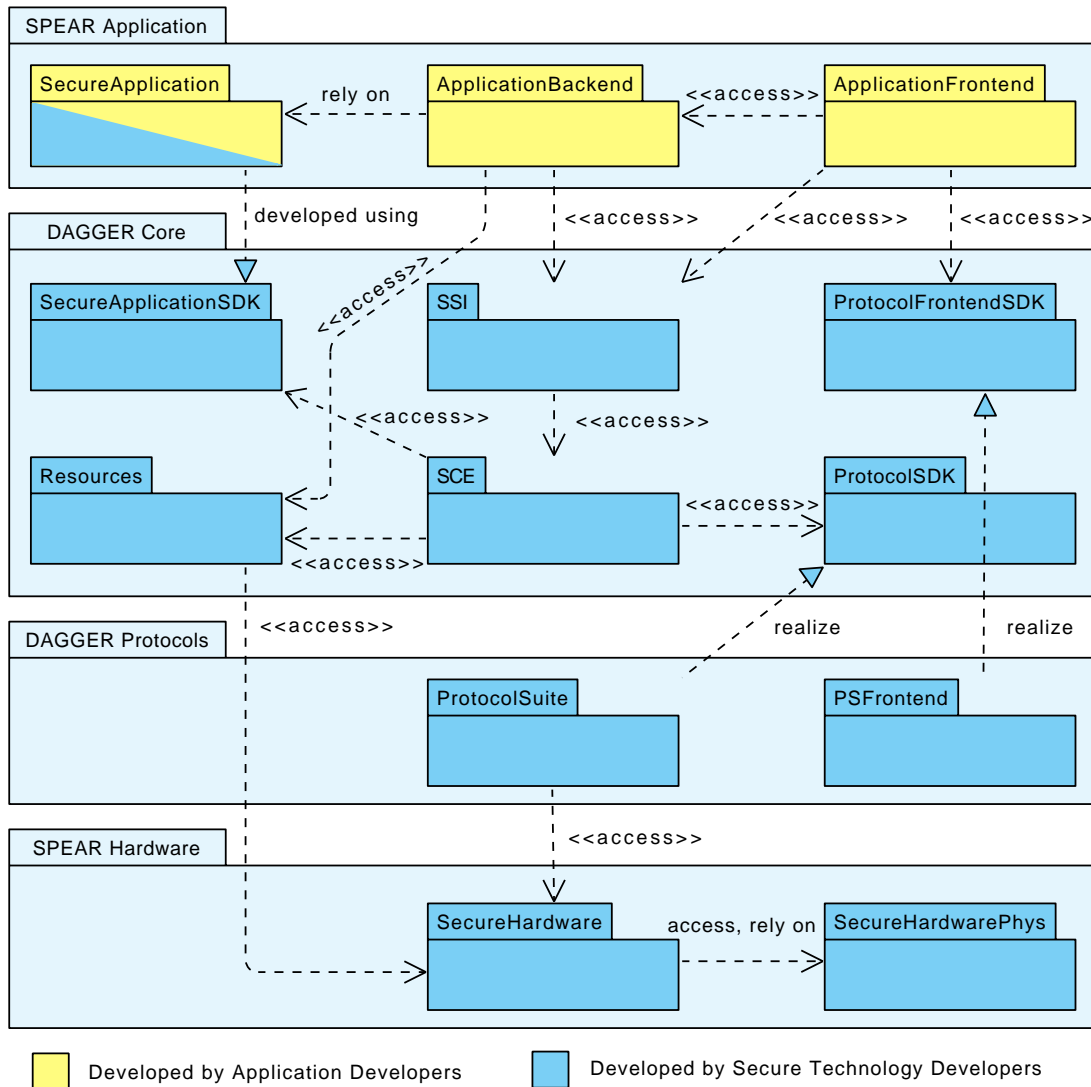 SPEAR Application
SecureApplication
rely on
ApplicationBackend
<<access>>
ApplicationFrontend
developed using
<<access>>
<<access>>
<<access>>
DAGGER Core
<<access>>
SecureApplicationSDK
SSI
ProtocolFrontendSDK
<<access>>
<<access>>
Resources
SCE
ProtocolSDK
<<access>>
<<access>>
<<access>>
DAGGER Protocols
realize
realize
ProtocolSuite
PSFrontend
<<access>>
SPEAR Hardware
SecureHardware
access, rely on
SecureHardwarePhys
Developed by Application Developers
Developed by Secure Technology Developers